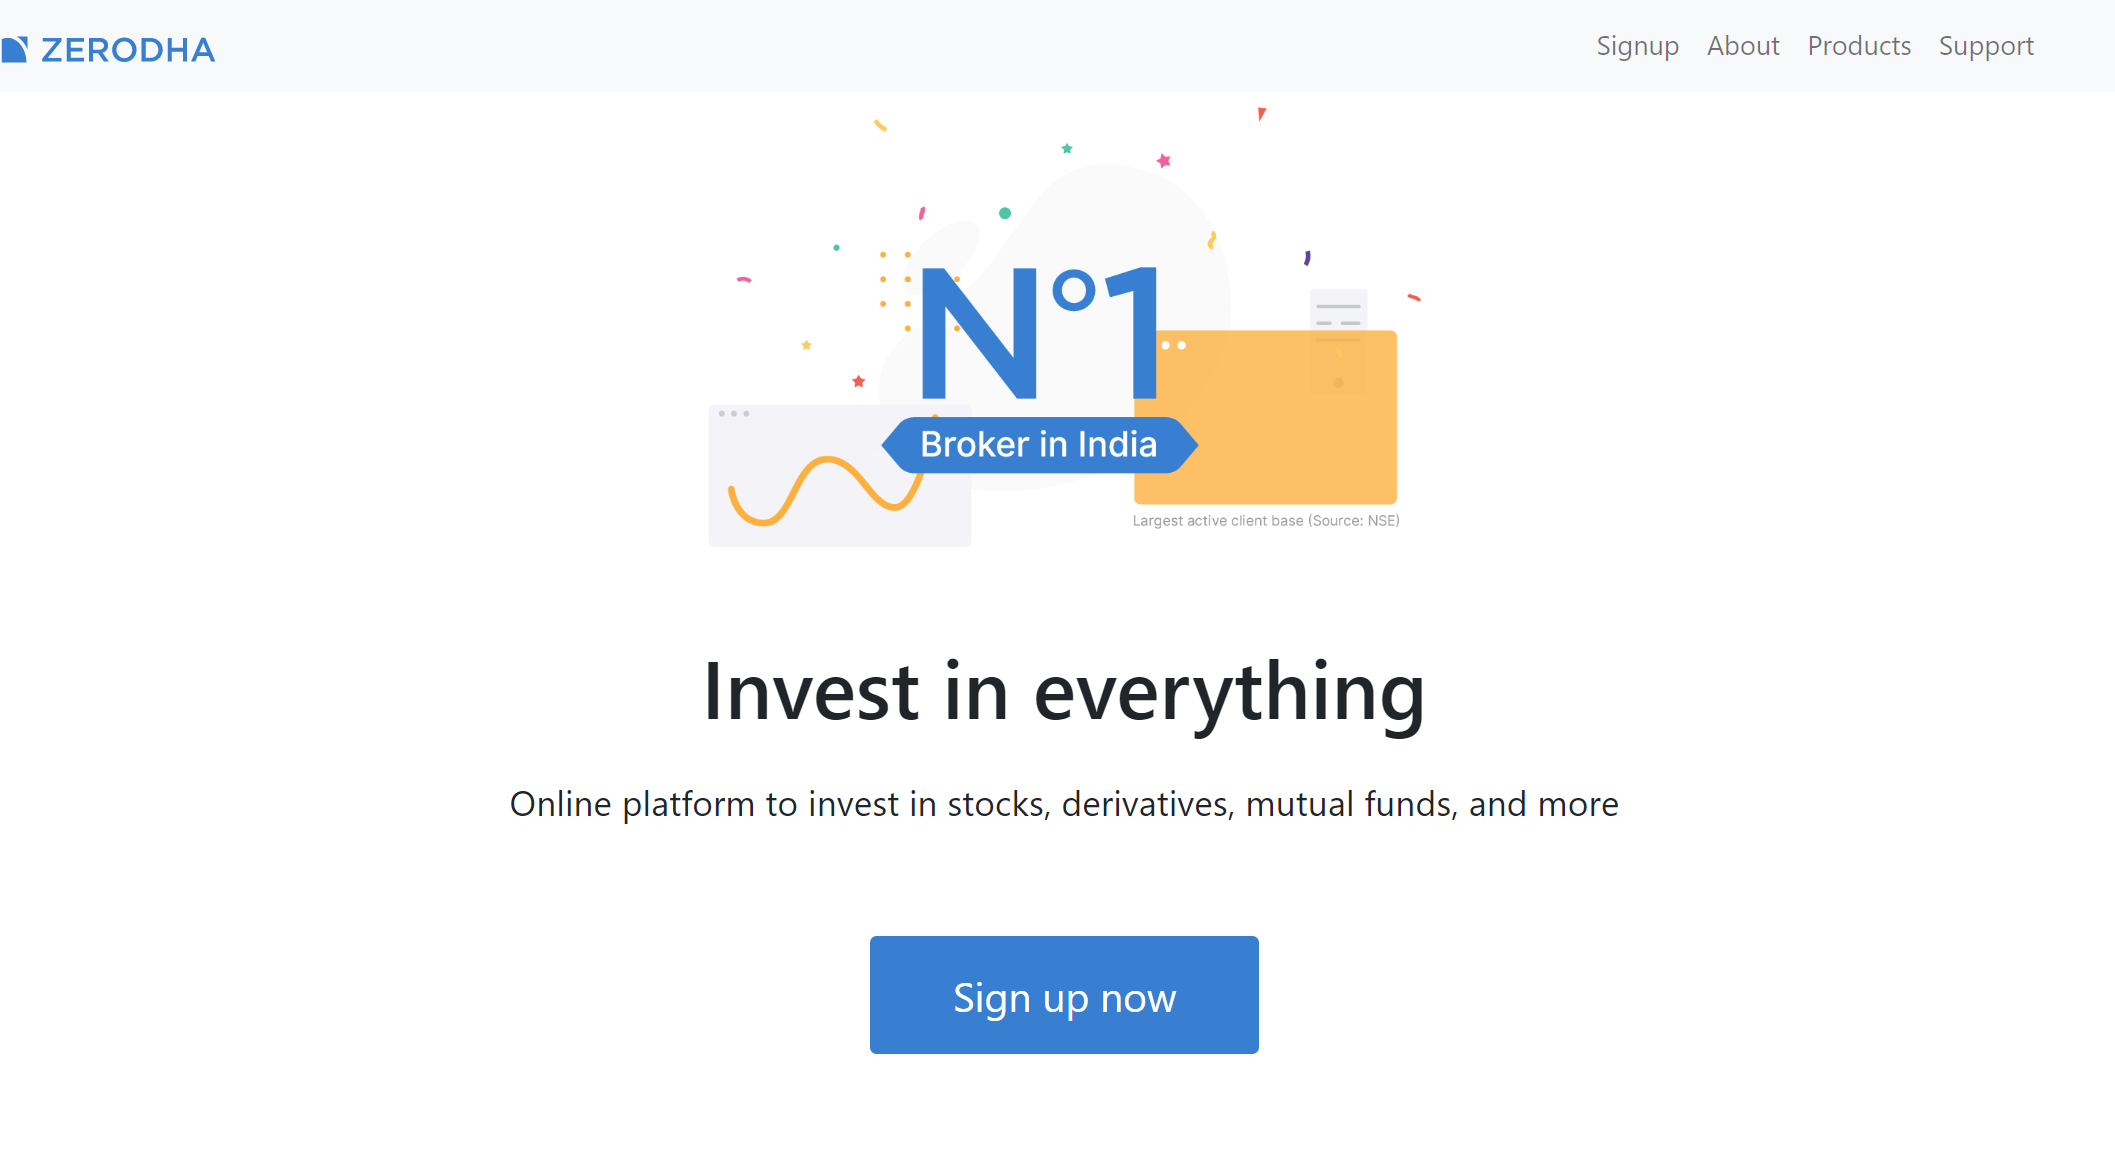 ZERODHA
Signup About Products Support
N°1
Broker in India
Largest active client base (Source: NSE)
Invest in everything
Online platform to invest in stocks, derivatives, mutual funds, and more
Sign up now